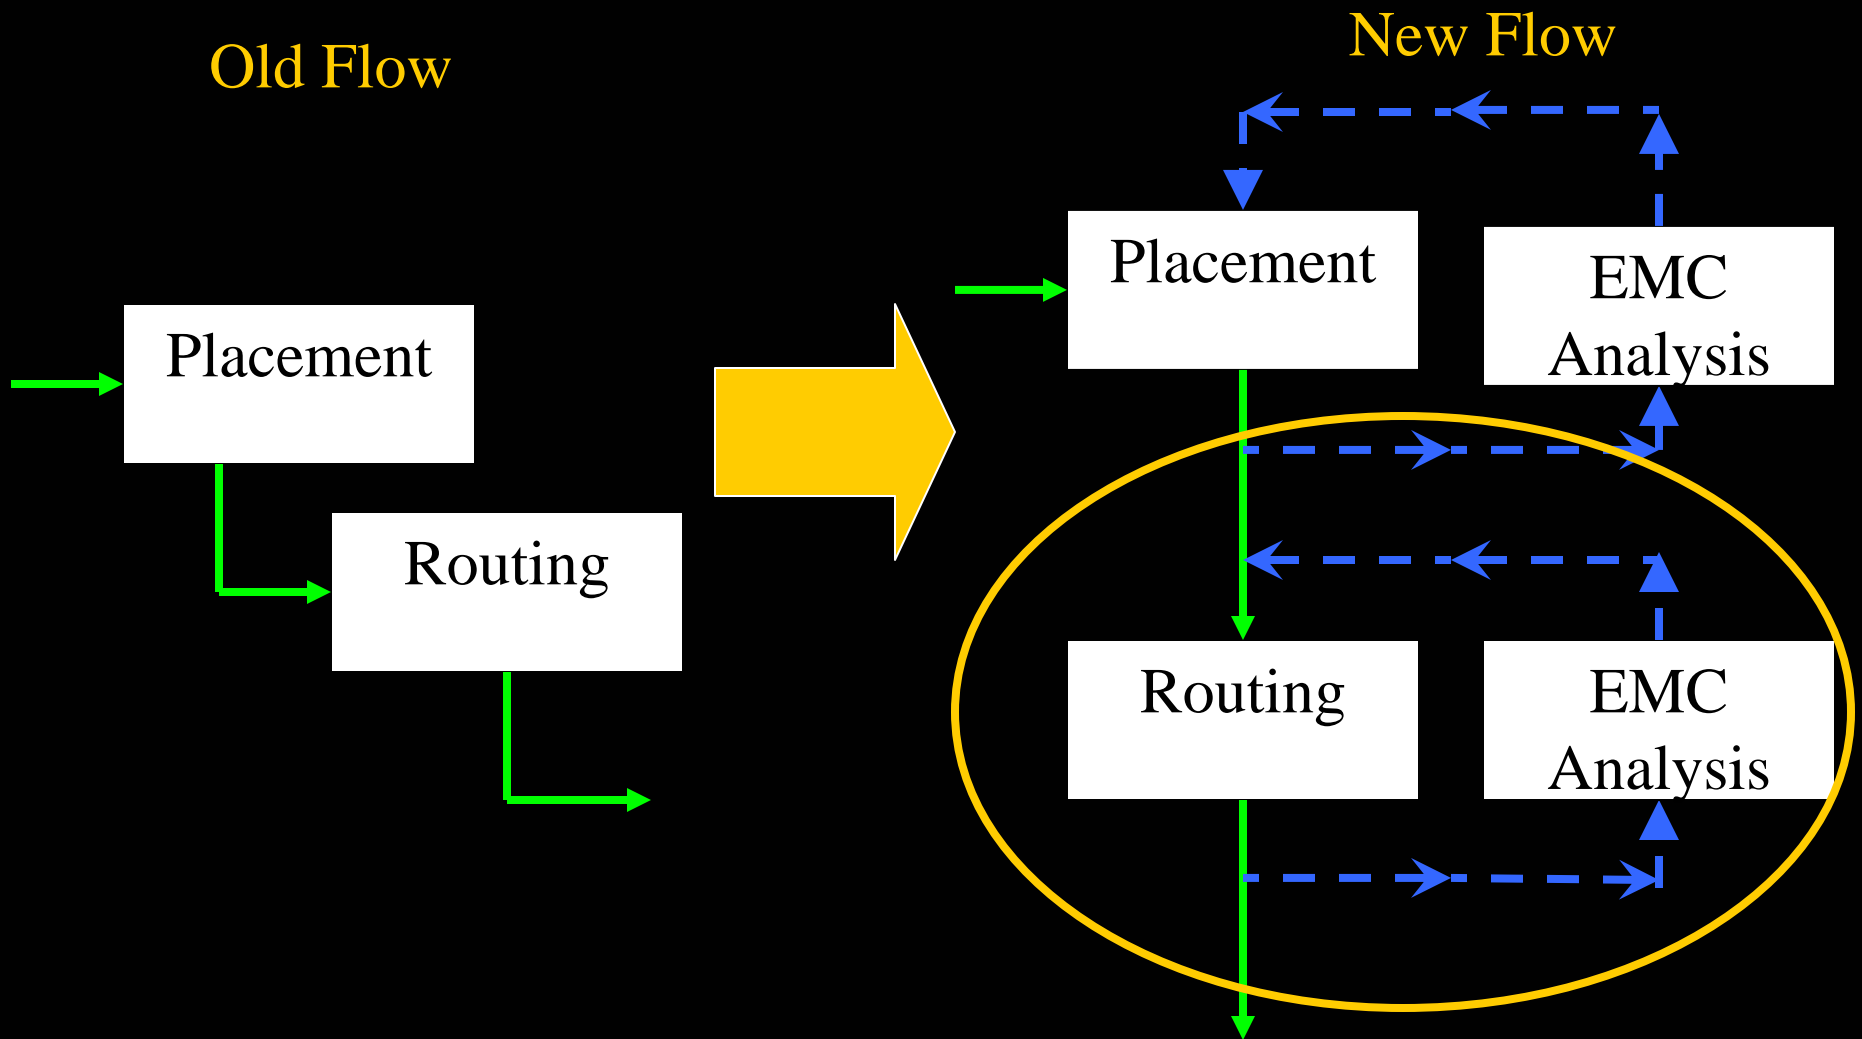 Old Flow
Placement
Routing
New Flow
Placement
EMC
Analysis
Routing
EMC
Analysis